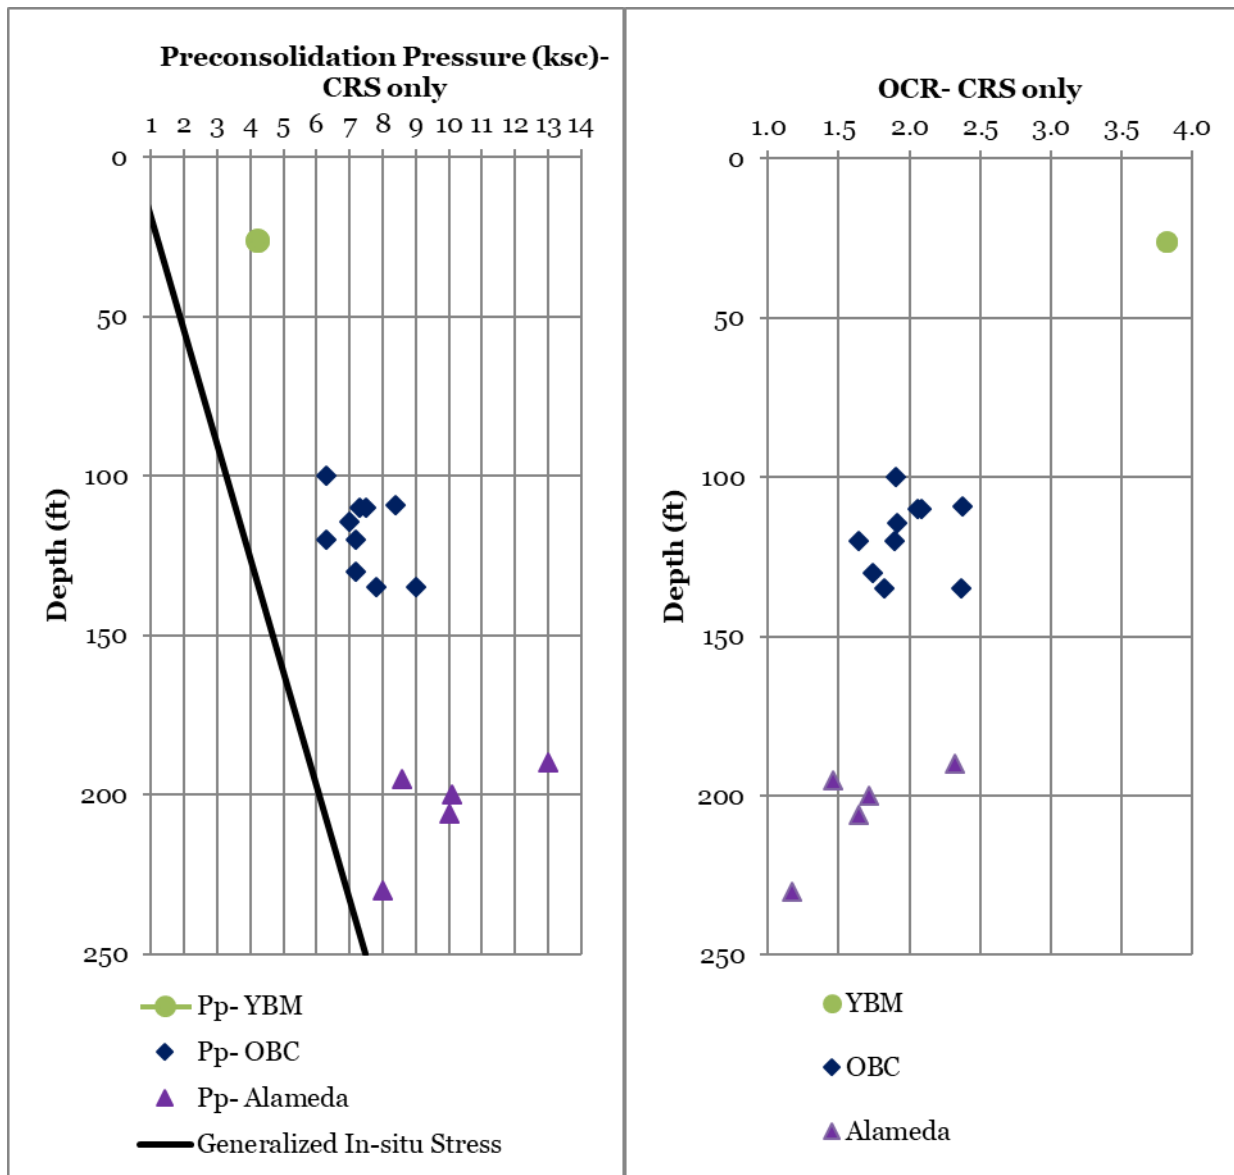 Preconsolidation Pressure (ksc)-
CRS only
1 2 3 4 5 6 7 8 9 10 11 12 13 14
0
50
100
150
200
250
Depth (ft)
Pp- YBM
Pp- OBC
Pp- Alameda
Generalized In-situ Stress
OCR- CRS only
1.0 1.5 2.0 2.5 3.0 3.5 4.0
0
50
100
150
200
250
Depth (ft)
YBM
OBC
Alameda